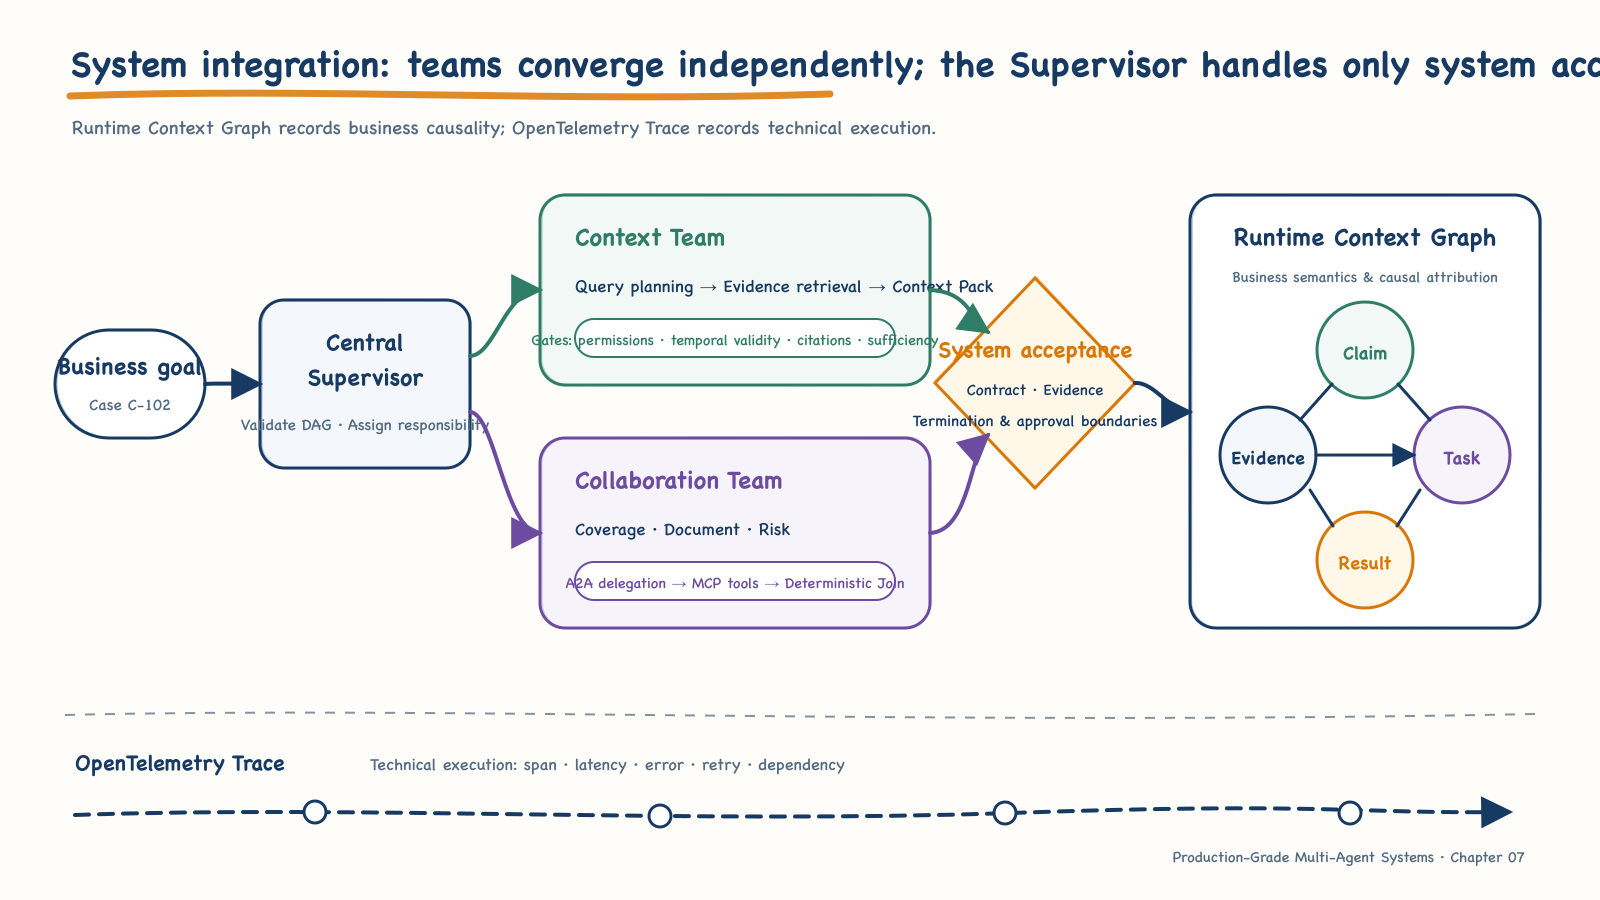 System integration: teams converge independently; the Supervisor handles only system acc
Runtime Context Graph records business causality; OpenTelemetry Trace records technical execution.
Business goal
Case C-102
Central
Supervisor
Validate DAG · Assign responsibility
Context Team
Query planning → Evidence retrieval → Context Pack
Gates: permissions · temporal validity · citations · sufficiency
Collaboration Team
Coverage · Document · Risk
A2A delegation → MCP tools → Deterministic Join
System acceptance
Contract · Evidence
Termination & approval boundaries
Runtime Context Graph
Business semantics & causal attribution
Claim
Evidence
Task
Result
OpenTelemetry Trace
Technical execution: span · latency · error · retry · dependency
Production-Grade Multi-Agent Systems · Chapter 07